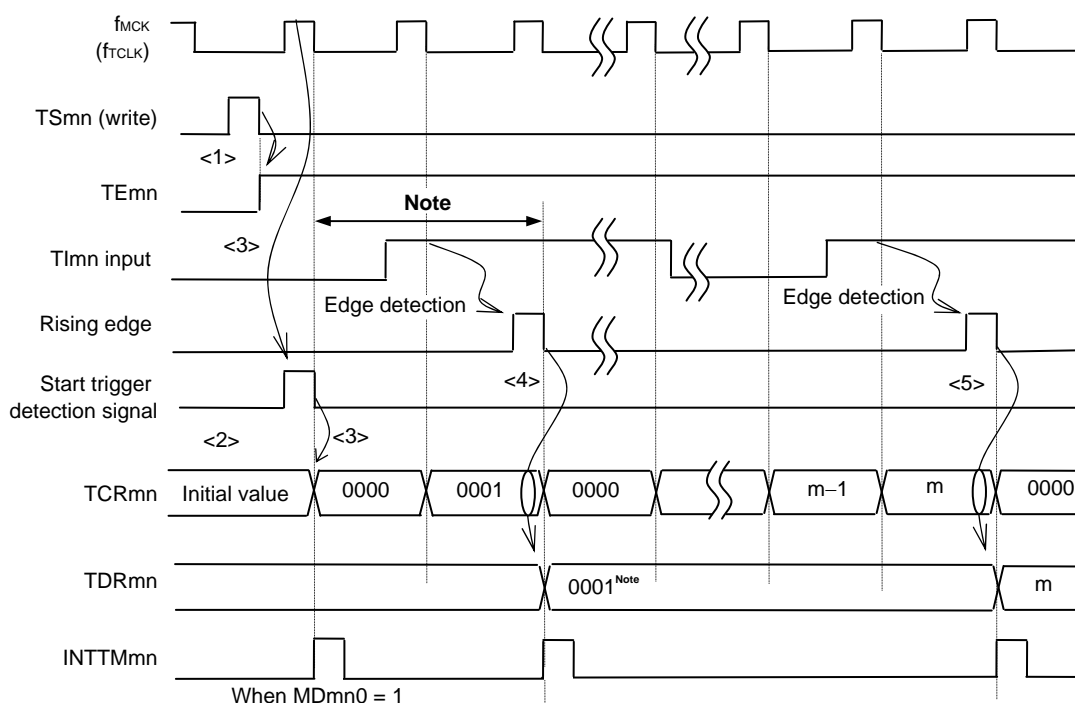 fMCK
(fTCLK)
TSmn (write)
<1>
TEmn
Note
<3>
TImn input
Edge detection
Edge detection
Rising edge
<4>
<5>
Start trigger
detection signal
<2>
<3>
TCRmn
Initial value
0000
0001
0000
m−1
m
0000
TDRmn
0001Note
m
INTTMmn
When MDmn0 = 1